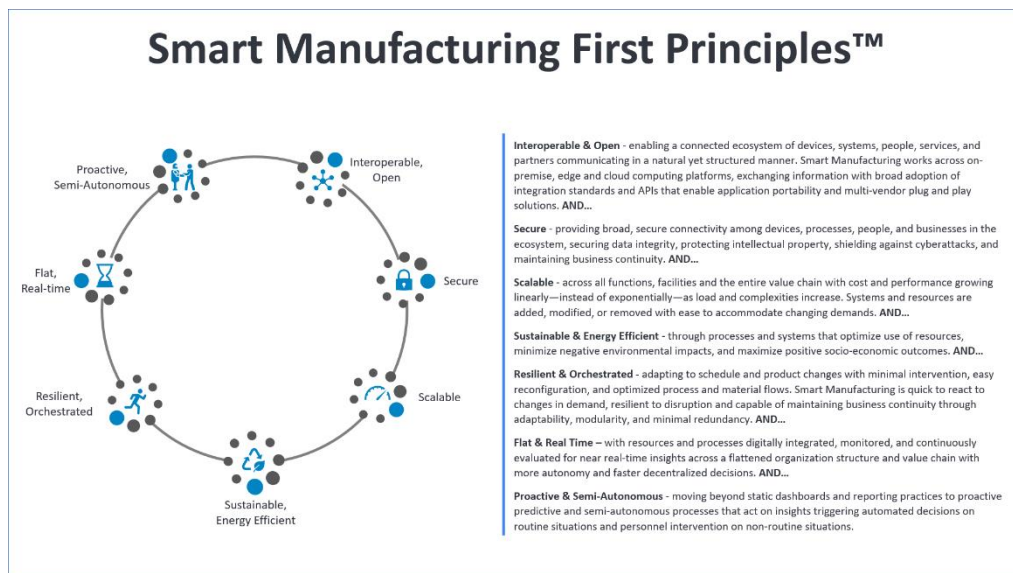 Smart Manufacturing First Principles™
Proactive,
Semi-Autonomous
Interoperable,
Open
Flat,
Real-time
Secure
Resilient,
Orchestrated
Scalable
Sustainable,
Energy Efficient
Interoperable & Open - enabling a connected ecosystem of devices, systems, people, services, and
partners communicating in a natural yet structured manner. Smart Manufacturing works across on-
premise, edge and cloud computing platforms, exchanging information with broad adoption of
integration standards and APIs that enable application portability and multi-vendor plug and play
solutions. AND...
Secure - providing broad, secure connectivity among devices, processes, people, and businesses in the
ecosystem, securing data integrity, protecting intellectual property, shielding against cyberattacks, and
maintaining business continuity. AND...
Scalable - across all functions, facilities and the entire value chain with cost and performance growing
linearly—instead of exponentially—as load and complexities increase. Systems and resources are
added, modified, or removed with ease to accommodate changing demands. AND...
Sustainable & Energy Efficient - through processes and systems that optimize use of resources,
minimize negative environmental impacts, and maximize positive socio-economic outcomes. AND...
Resilient & Orchestrated - adapting to schedule and product changes with minimal intervention, easy
reconfiguration, and optimized process and material flows. Smart Manufacturing is quick to react to
changes in demand, resilient to disruption and capable of maintaining business continuity through
adaptability, modularity, and minimal redundancy. AND...
Flat & Real Time – with resources and processes digitally integrated, monitored, and continuously
evaluated for near real-time insights across a flattened organization structure and value chain with
more autonomy and faster decentralized decisions. AND...
Proactive & Semi-Autonomous - moving beyond static dashboards and reporting practices to proactive
predictive and semi-autonomous processes that act on insights triggering automated decisions on
routine situations and personnel intervention on non-routine situations.